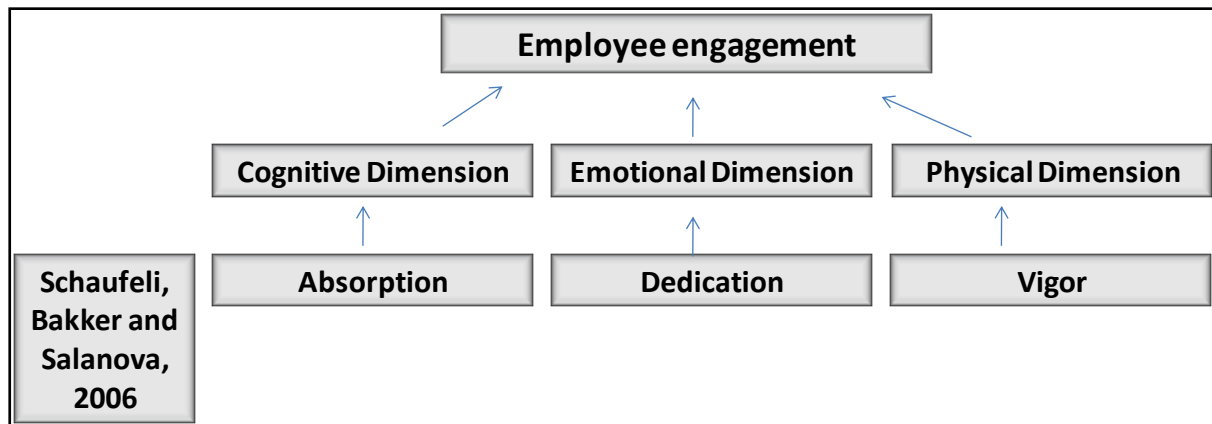 Employee engagement
Cognitive Dimension
Emotional Dimension
Physical Dimension
Absorption
Dedication
Vigor
Schaufeli,
Bakker and
Salanova,
2006